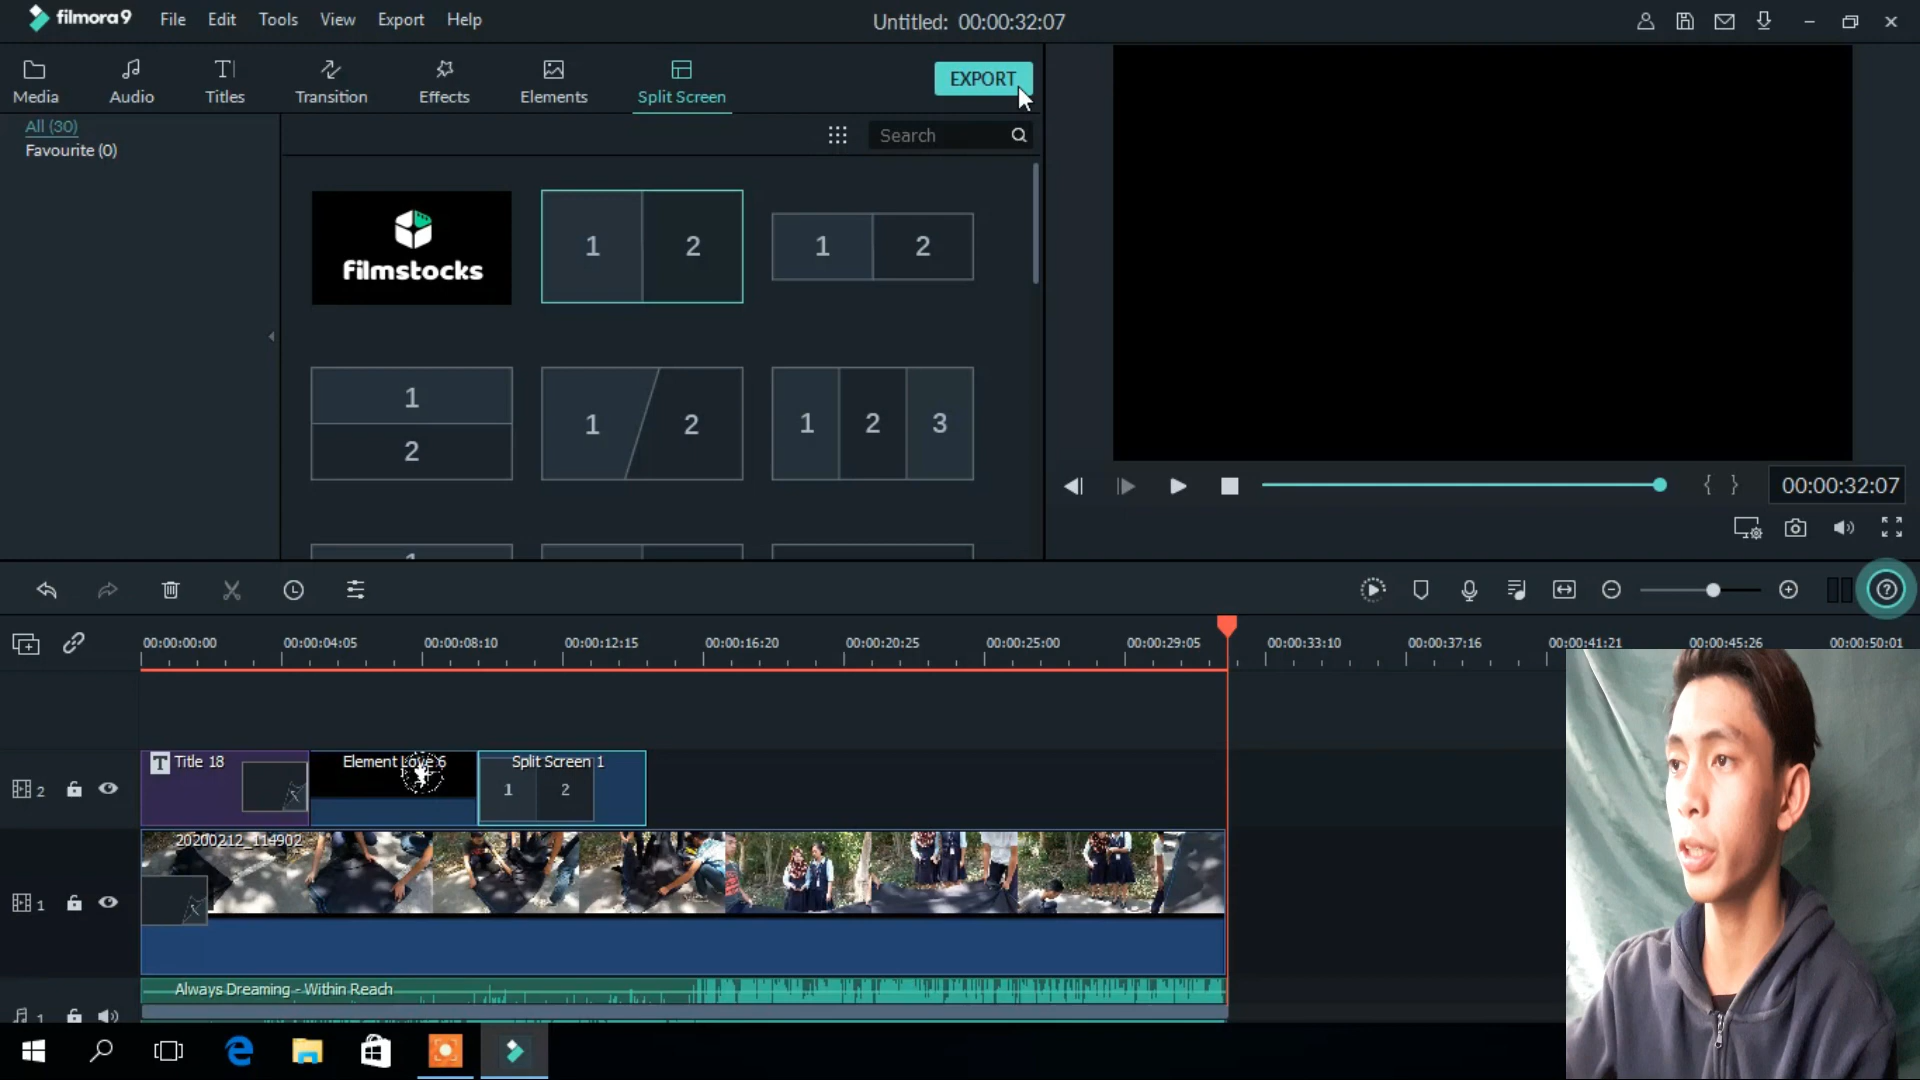 filmora9 File Edit Tools View Export Help Untitled: 00:00:32:07
Media Audio Titles Transition Effects Elements Split Screen EXPORT
All (30)
Favourite (0)
Search
filmstocks
1 2
1 2
1
2
1 2
1 2 3
1
00:00:32:07
00:00:00:00 00:00:04:05 00:00:08:10 00:00:12:15 00:00:16:20 00:00:20:25 00:00:25:00 00:00:29:05 00:00:33:10 00:00:37:16 00:00:41:21 00:00:45:26 00:00:50:01
2
T Title 18
Element Love 6
Split Screen 1
1 2
1
20200212_114902
1
Always Dreaming - Within Reach